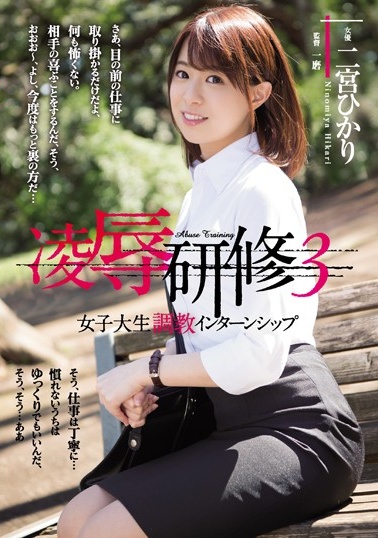 女優
二宮ひかり
Ninomiya Hikari
監督
一磨
さあ、目の前の仕事に
取り掛かるだけだよ、
何も怖くない。
相手の喜ぶことをするんだ、そう、
おおお~、よし、今度はもっと裏の方だ…
凌辱研修3
Abuse Training
女子大生調教インターンシップ
そう、仕事は丁寧に…
慣れないうちは
ゆっくりでもいいんだ、
そう、そう…ああ